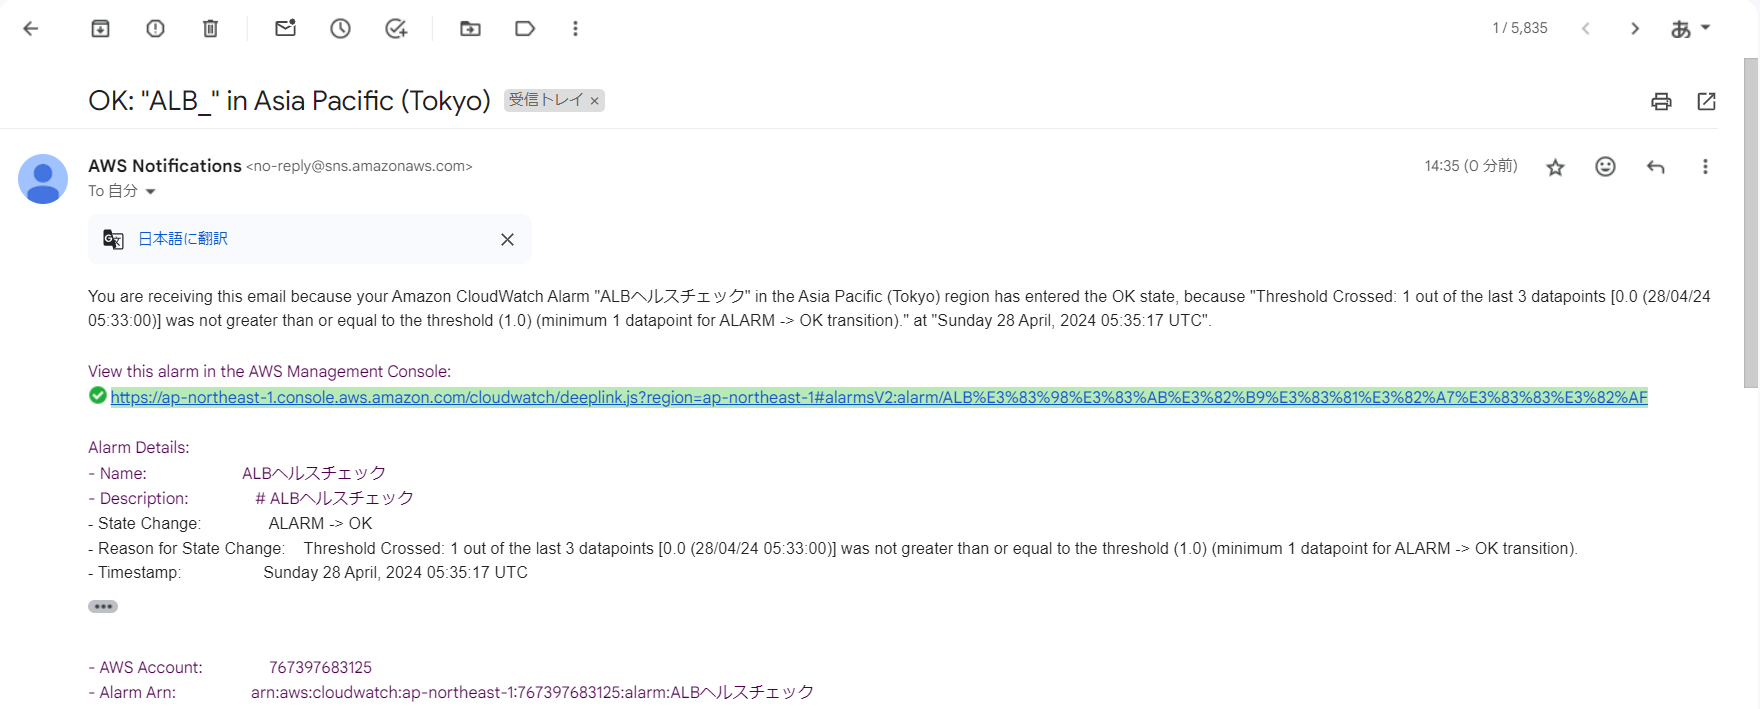 1 / 5,835
あ
OK: "ALB_" in Asia Pacific (Tokyo) 受信トレイ ×
AWS Notifications <no-reply@sns.amazonaws.com> 14:35 (0 分前)
To 自分
日本語に翻訳
You are receiving this email because your Amazon CloudWatch Alarm "ALBヘルスチェック" in the Asia Pacific (Tokyo) region has entered the OK state, because "Threshold Crossed: 1 out of the last 3 datapoints [0.0 (28/04/24
05:33:00)] was not greater than or equal to the threshold (1.0) (minimum 1 datapoint for ALARM -> OK transition)." at "Sunday 28 April, 2024 05:35:17 UTC".
View this alarm in the AWS Management Console:
https://ap-northeast-1.console.aws.amazon.com/cloudwatch/deeplink.js?region=ap-northeast-1#alarmsV2:alarm/ALB%E3%83%98%E3%83%AB%E3%82%B9%E3%83%81%E3%82%A7%E3%83%83%E3%82%AF
Alarm Details:
- Name: ALBヘルスチェック
- Description: # ALBヘルスチェック
- State Change: ALARM -> OK
- Reason for State Change: Threshold Crossed: 1 out of the last 3 datapoints [0.0 (28/04/24 05:33:00)] was not greater than or equal to the threshold (1.0) (minimum 1 datapoint for ALARM -> OK transition).
- Timestamp: Sunday 28 April, 2024 05:35:17 UTC
- AWS Account: 767397683125
- Alarm Arn: arn:aws:cloudwatch:ap-northeast-1:767397683125:alarm:ALBヘルスチェック